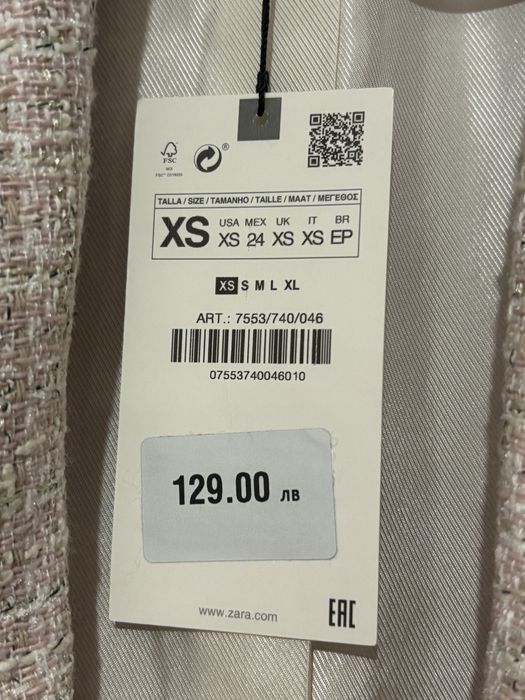 FSC
MIX
®
TALLA / SIZE / TAMANHO / TAILLE / MAAT / ΜΕΓΕΘΟΣ
XS
USA MEX UK IT BR
XS 24 XS XS EP
XS S M L XL
ART.: 7553/740/046
07553740046010
129.00 лв
www.zara.com
EAC